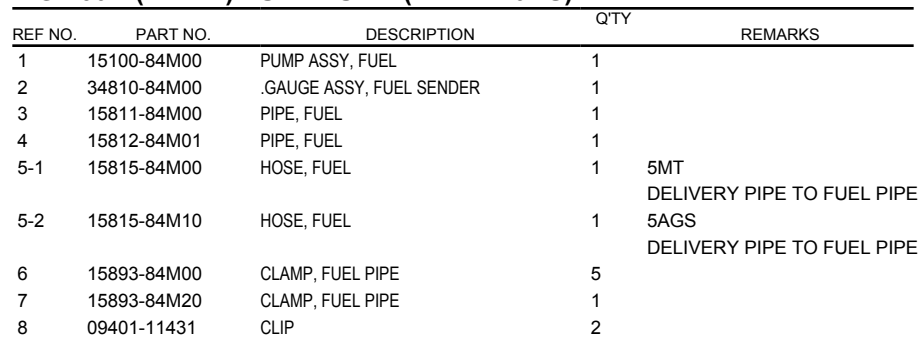 Q'TY
REF NO. PART NO. DESCRIPTION REMARKS
1 15100-84M00 PUMP ASSY, FUEL 1
2 34810-84M00 .GAUGE ASSY, FUEL SENDER 1
3 15811-84M00 PIPE, FUEL 1
4 15812-84M01 PIPE, FUEL 1
5-1 15815-84M00 HOSE, FUEL 1 5MT
DELIVERY PIPE TO FUEL PIPE
5-2 15815-84M10 HOSE, FUEL 1 5AGS
DELIVERY PIPE TO FUEL PIPE
6 15893-84M00 CLAMP, FUEL PIPE 5
7 15893-84M20 CLAMP, FUEL PIPE 1
8 09401-11431 CLIP 2